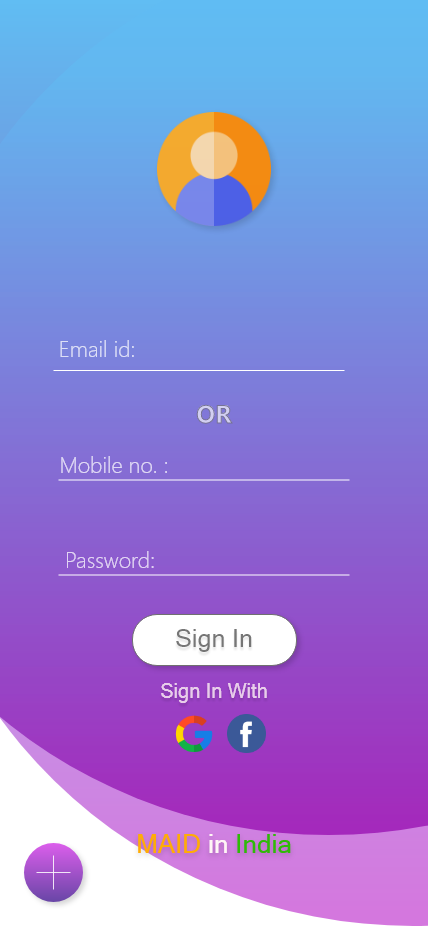 Email id:
OR
Mobile no. :
Password:
Sign In
Sign In With
MAID in India